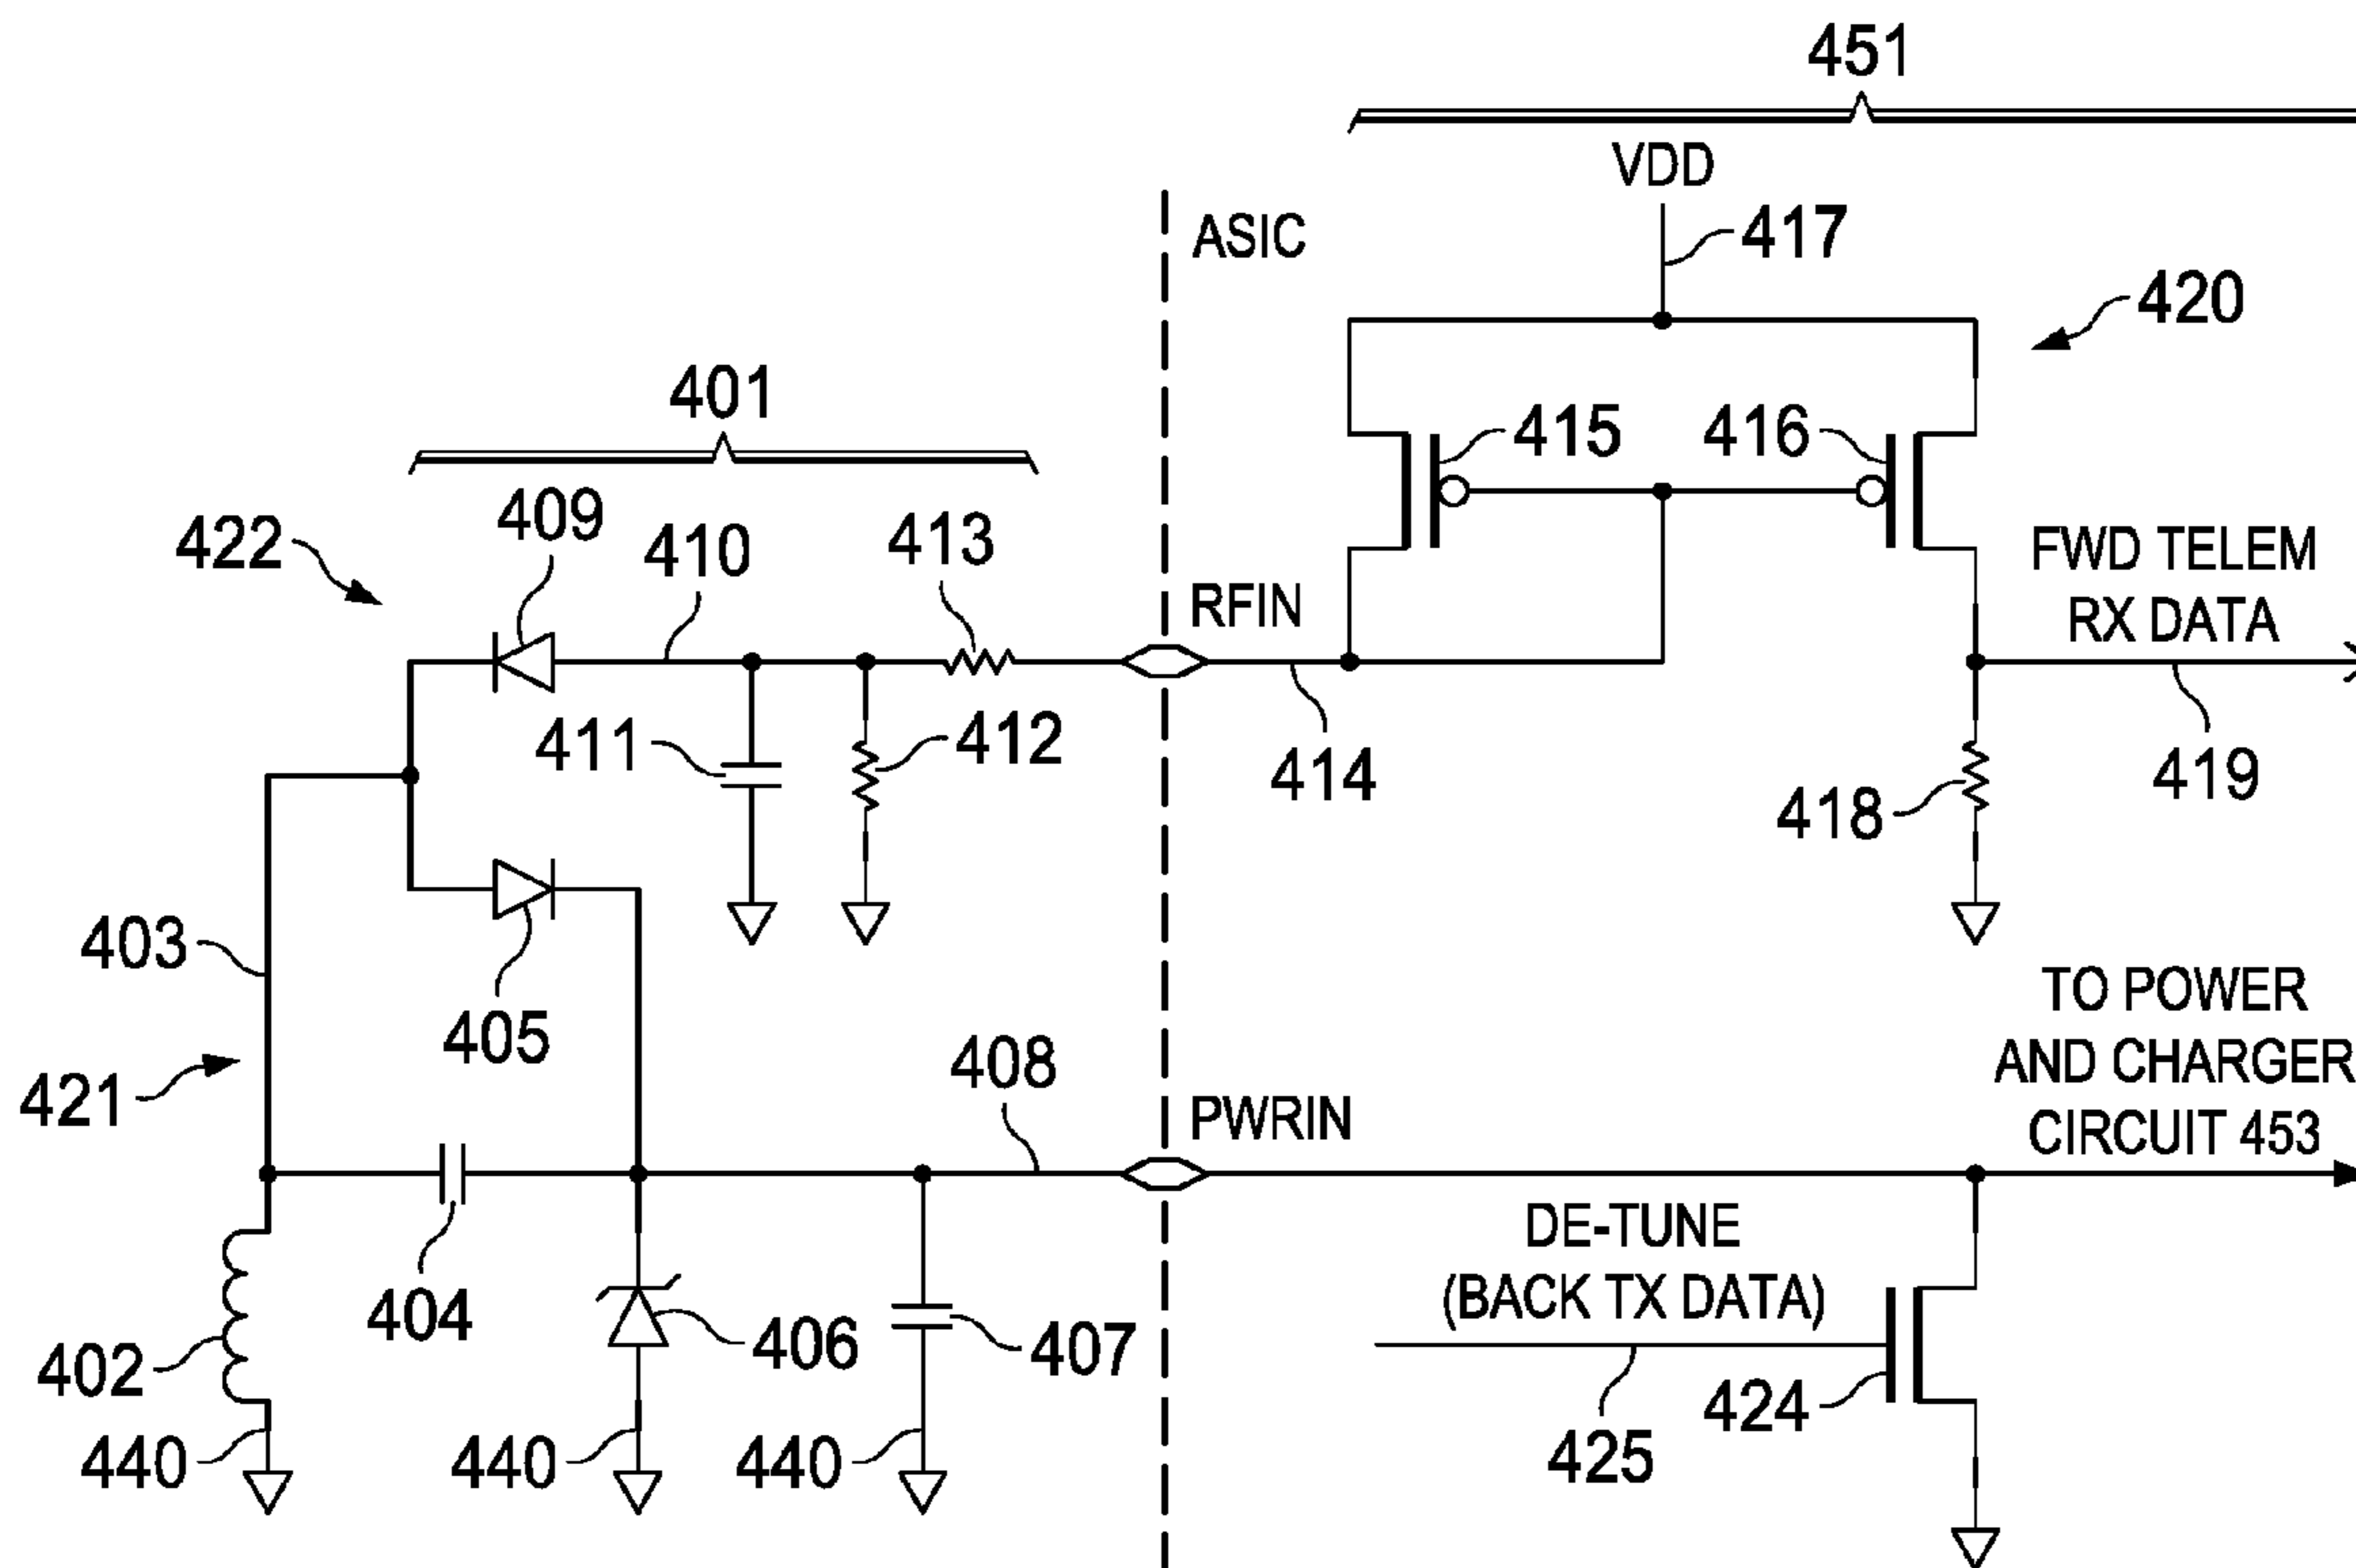 451
VDD
417
ASIC
420
401
415
416
409
410
413
422
FWD TELEM
RX DATA
RFIN
411
412
414
418
419
403
405
408
TO POWER
AND CHARGER
CIRCUIT 453
421
PWRIN
DE-TUNE
(BACK TX DATA)
404
402
406
407
424
440
440
440
425